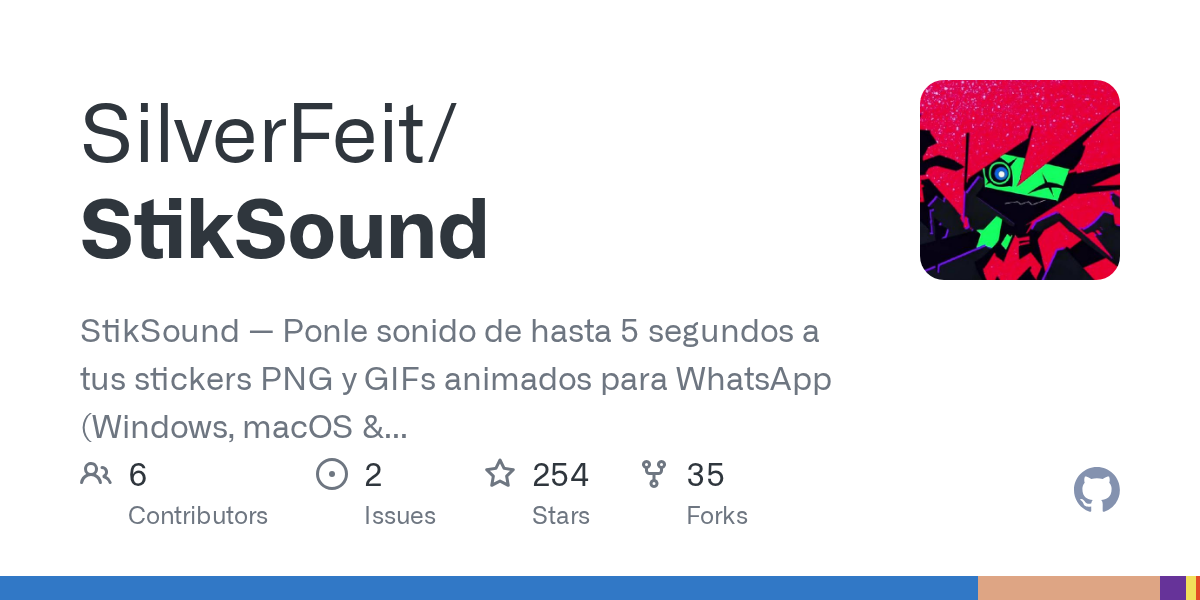 SilverFeit/
StikSound
StikSound — Ponle sonido de hasta 5 segundos a
tus stickers PNG y GIFs animados para WhatsApp
(Windows, macOS &...
6 2 254 35
Contributors Issues Stars Forks